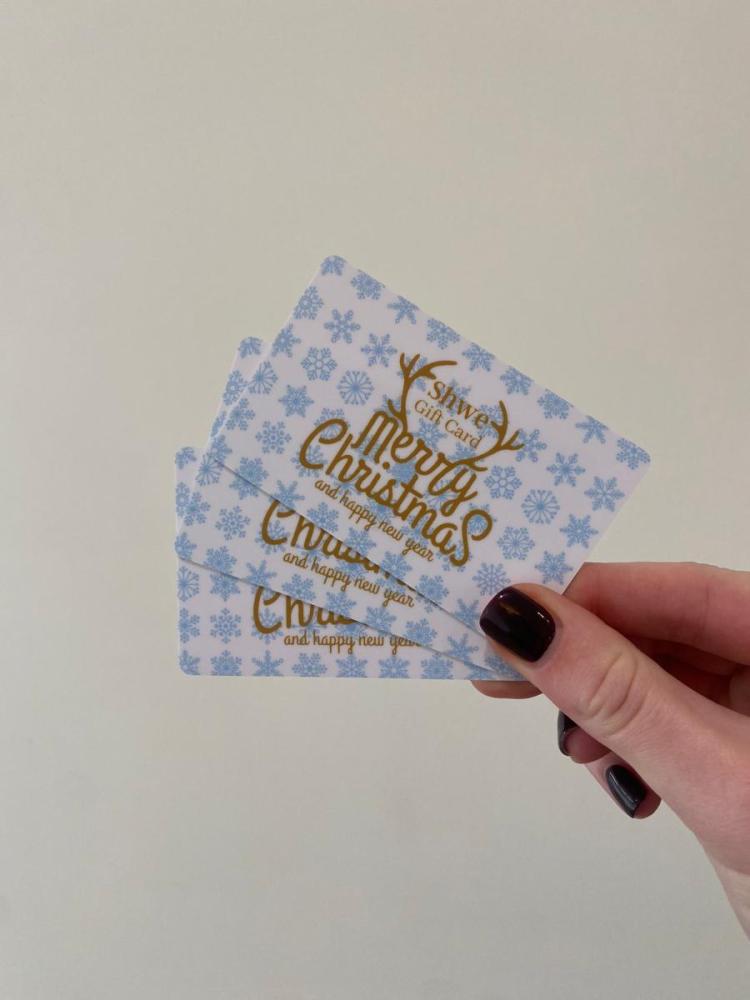 Shwe
Gift Card
Merry
Christmas
and happy new year
Christmas
and happy new year
and happy new year